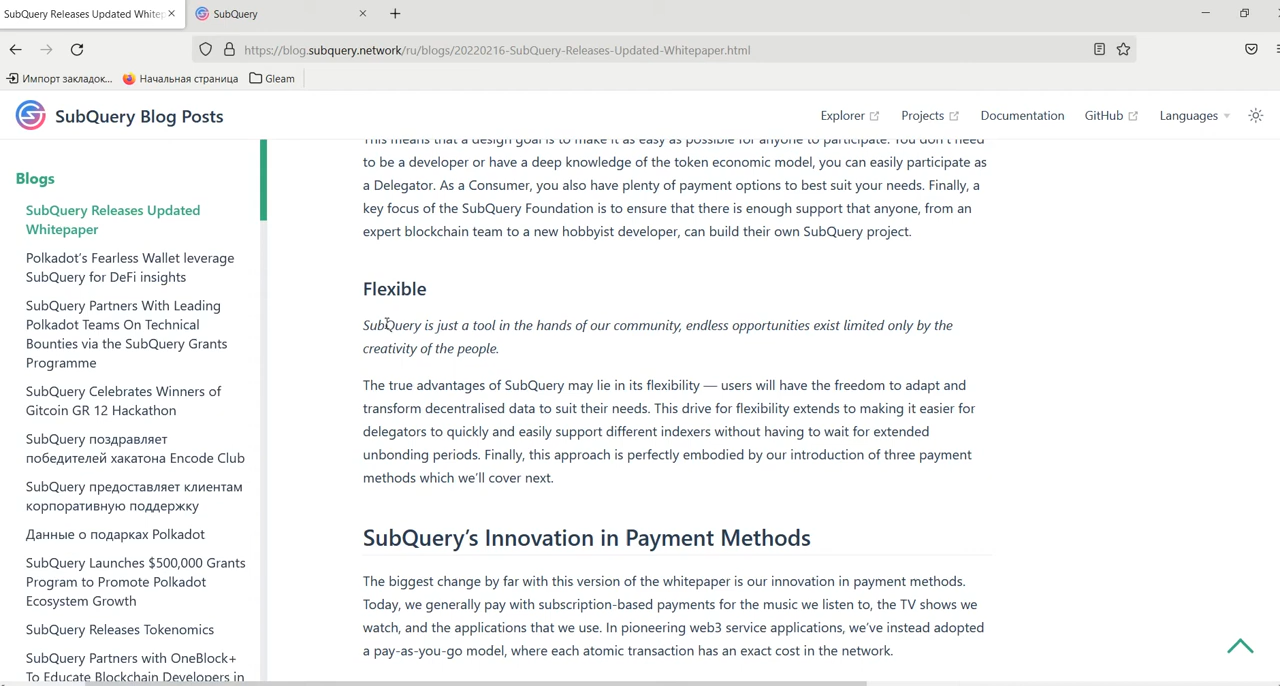 SubQuery Releases Updated Whitep
SubQuery
https://blog.subquery.network/ru/blogs/20220216-SubQuery-Releases-Updated-Whitepaper.html
Импорт закладок...
Начальная страница
Gleam
SubQuery Blog Posts
Explorer
Projects
Documentation
GitHub
Languages
Blogs
SubQuery Releases Updated
Whitepaper
Polkadot's Fearless Wallet leverage
SubQuery for DeFi insights
SubQuery Partners With Leading
Polkadot Teams On Technical
Bounties via the SubQuery Grants
Programme
SubQuery Celebrates Winners of
Gitcoin GR 12 Hackathon
SubQuery поздравляет
победителей хакатона Encode Club
SubQuery предоставляет клиентам
корпоративную поддержку
Данные о подарках Polkadot
SubQuery Launches $500,000 Grants
Program to Promote Polkadot
Ecosystem Growth
SubQuery Releases Tokenomics
SubQuery Partners with OneBlock+
To Educate Blockchain Developers in
This means that a design goal is to make it as easy as possible for anyone to participate. You don't need
to be a developer or have a deep knowledge of the token economic model, you can easily participate as
a Delegator. As a Consumer, you also have plenty of payment options to best suit your needs. Finally, a
key focus of the SubQuery Foundation is to ensure that there is enough support that anyone, from an
expert blockchain team to a new hobbyist developer, can build their own SubQuery project.
Flexible
SubQuery is just a tool in the hands of our community, endless opportunities exist limited only by the
creativity of the people.
The true advantages of SubQuery may lie in its flexibility — users will have the freedom to adapt and
transform decentralised data to suit their needs. This drive for flexibility extends to making it easier for
delegators to quickly and easily support different indexers without having to wait for extended
unbonding periods. Finally, this approach is perfectly embodied by our introduction of three payment
methods which we'll cover next.
SubQuery's Innovation in Payment Methods
The biggest change by far with this version of the whitepaper is our innovation in payment methods.
Today, we generally pay with subscription-based payments for the music we listen to, the TV shows we
watch, and the applications that we use. In pioneering web3 service applications, we've instead adopted
a pay-as-you-go model, where each atomic transaction has an exact cost in the network.